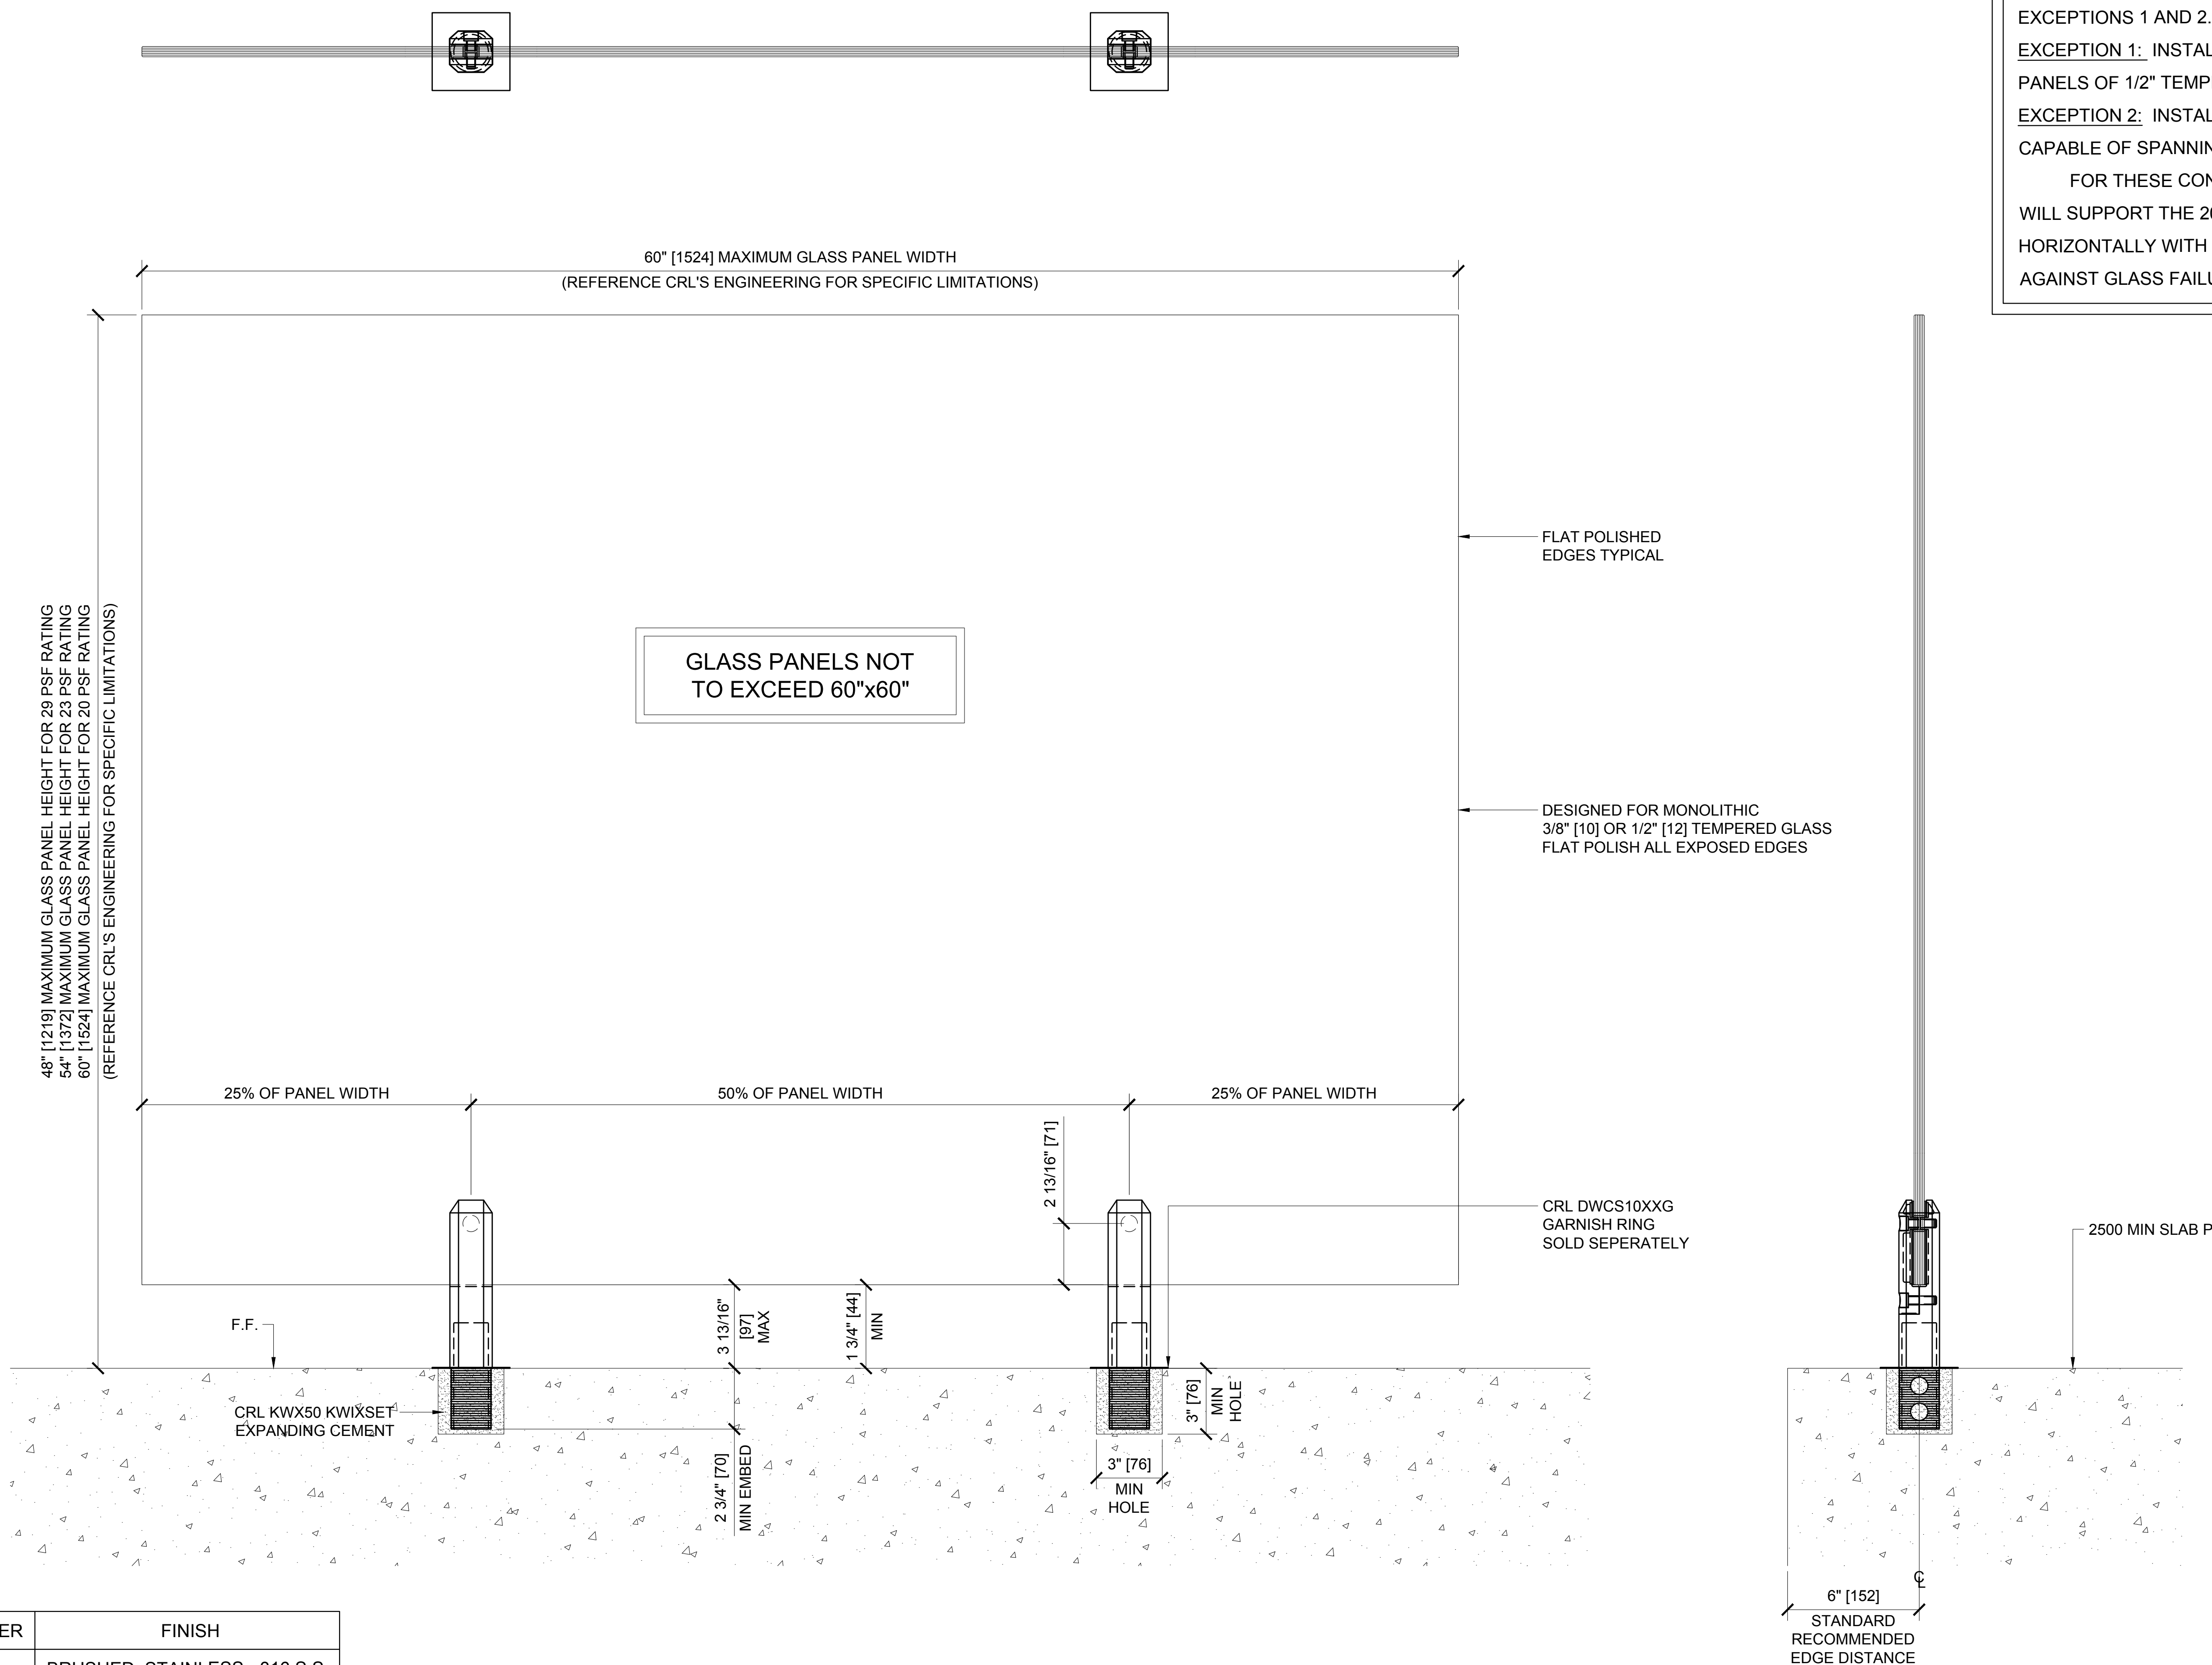 EXCEPTIONS 1 AND 2.
EXCEPTION 1: INSTAL
PANELS OF 1/2" TEMP
EXCEPTION 2: INSTAL
CAPABLE OF SPANNIN
FOR THESE CON
WILL SUPPORT THE 2
HORIZONTALLY WITH
AGAINST GLASS FAILU
60" [1524] MAXIMUM GLASS PANEL WIDTH
(REFERENCE CRL'S ENGINEERING FOR SPECIFIC LIMITATIONS)
48" [1219] MAXIMUM GLASS PANEL HEIGHT FOR 29 PSF RATING
54" [1372] MAXIMUM GLASS PANEL HEIGHT FOR 23 PSF RATING
60" [1524] MAXIMUM GLASS PANEL HEIGHT FOR 20 PSF RATING
(REFERENCE CRL'S ENGINEERING FOR SPECIFIC LIMITATIONS)
FLAT POLISHED
EDGES TYPICAL
GLASS PANELS NOT
TO EXCEED 60"x60"
DESIGNED FOR MONOLITHIC
3/8" [10] OR 1/2" [12] TEMPERED GLASS
FLAT POLISH ALL EXPOSED EDGES
25% OF PANEL WIDTH
50% OF PANEL WIDTH
25% OF PANEL WIDTH
2 13/16" [71]
CRL DWCS10XXG
GARNISH RING
SOLD SEPERATELY
2500 MIN SLAB P
F.F.
3 13/16"
[97]
MAX
1 3/4" [44]
MIN
CRL KWX50 KWIXSET
EXPANDING CEMENT
2 3/4" [70]
MIN EMBED
3" [76]
MIN
HOLE
3" [76]
MIN
HOLE
CL
6" [152]
STANDARD
RECOMMENDED
EDGE DISTANCE
ER
FINISH
BRUSHED STAINLESS - 316 S.S.